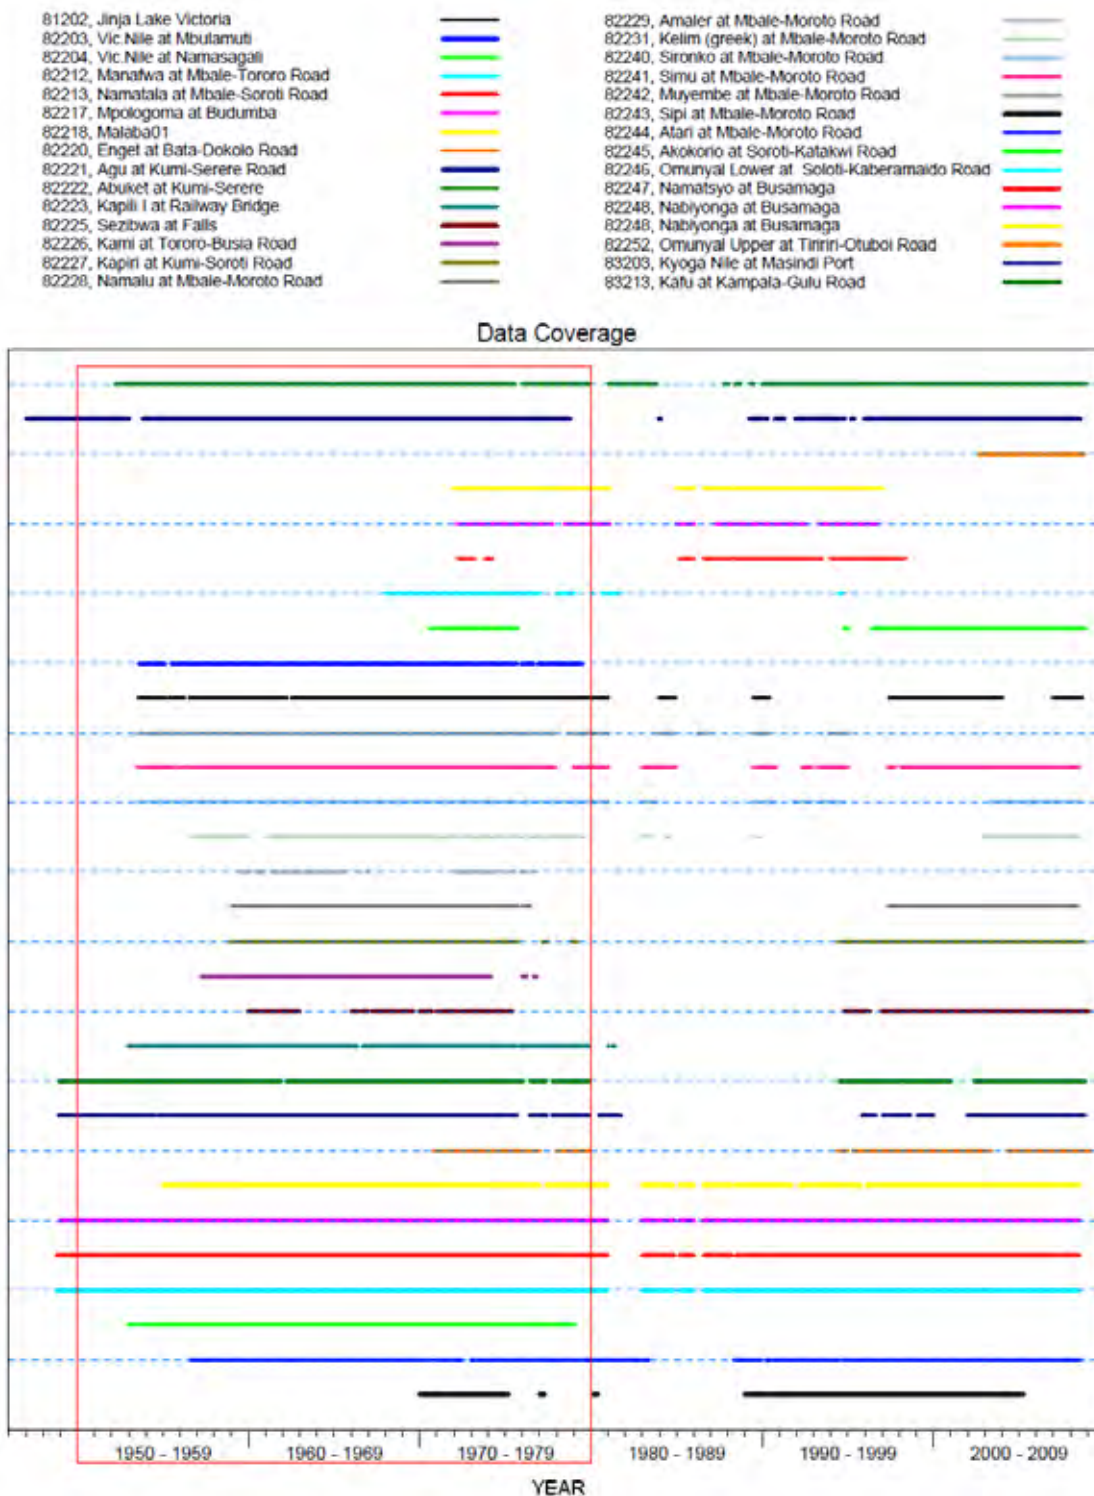 81202, Jinja Lake Victoria
82203, Vic.Nile at Mbulamuti
82204, Vic.Nile at Namasagali
82212, Manafwa at Mbale-Tororo Road
82213, Namatala at Mbale-Soroti Road
82217, Mpologoma at Budumba
82218, Malaba01
82220, Enget at Bata-Dokolo Road
82221, Agu at Kumi-Serere Road
82222, Abuket at Kumi-Serere
82223, Kapili I at Railway Bridge
82225, Sezibwa at Falls
82226, Kami at Tororo-Busia Road
82227, Kapiri at Kumi-Soroti Road
82228, Namalu at Mbale-Moroto Road
82229, Amaler at Mbale-Moroto Road
82231, Kelim (greek) at Mbale-Moroto Road
82240, Sironko at Mbale-Moroto Road
82241, Simu at Mbale-Moroto Road
82242, Muyembe at Mbale-Moroto Road
82243, Sipi at Mbale-Moroto Road
82244, Atari at Mbale-Moroto Road
82245, Akokorio at Soroti-Katakwi Road
82246, Omunyal Lower at Soloti-Kaberamaido Road
82247, Namatsyo at Busamaga
82248, Nabiyonga at Busamaga
82248, Nabiyonga at Busamaga
82252, Omunyal Upper at Tiriri-Otuboi Road
83203, Kyoga Nile at Masindi Port
83213, Kafu at Kampala-Gulu Road
Data Coverage
1950 - 1959
1960 - 1969
1970 - 1979
1980 - 1989
1990 - 1999
2000 - 2009
YEAR